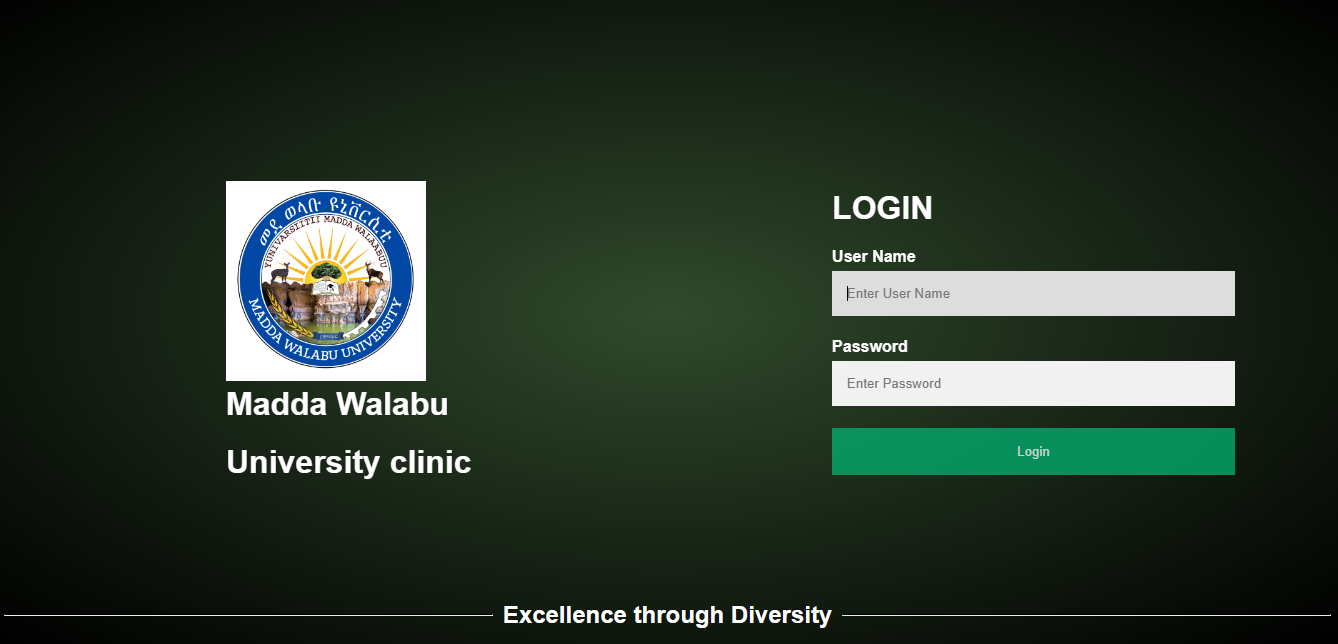 መደ ወላቡ ዩኒቨርሲቲ
YUNIVARSIITII MADDA WALAABUU
MADDA WALABU UNIVERSITY
Madda Walabu
University clinic
LOGIN
User Name
Enter User Name
Password
Enter Password
Login
Excellence through Diversity